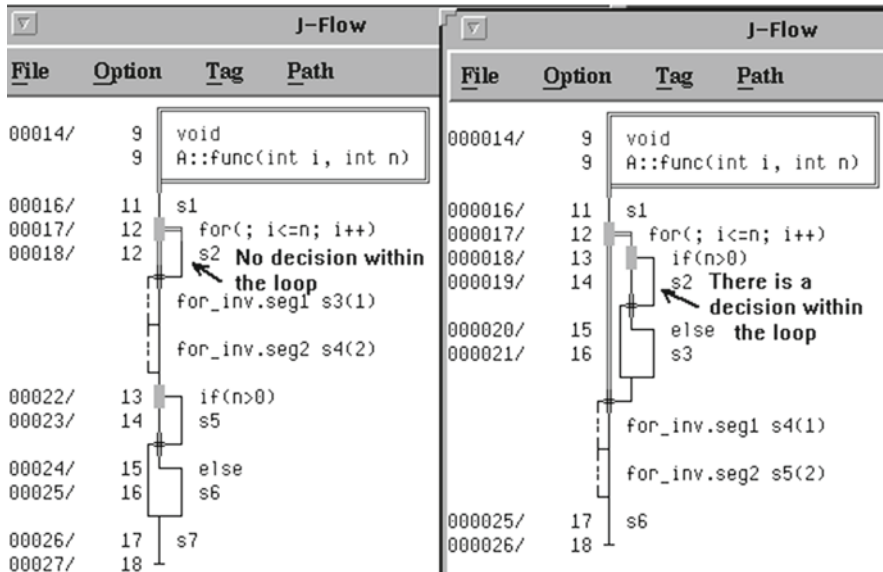 J-Flow
File Option Tag Path
00014/ 9 void
9 A::func(int i, int n)
00016/ 11 s1
00017/ 12 for(; i<=n; i++)
00018/ 12 s2
No decision within
the loop
for_inv.seg1 s3(1)
for_inv.seg2 s4(2)
00022/ 13 if(n>0)
00023/ 14 s5
00024/ 15 else
00025/ 16 s6
00026/ 17 s7
00027/ 18
J-Flow
File Option Tag Path
000014/ 9 void
9 A::func(int i, int n)
000016/ 11 s1
000017/ 12 for(; i<=n; i++)
000018/ 13 if(n>0)
000019/ 14 s2
There is a
decision within
the loop
000020/ 15 else
000021/ 16 s3
for_inv.seg1 s4(1)
for_inv.seg2 s5(2)
000025/ 17 s6
000026/ 18